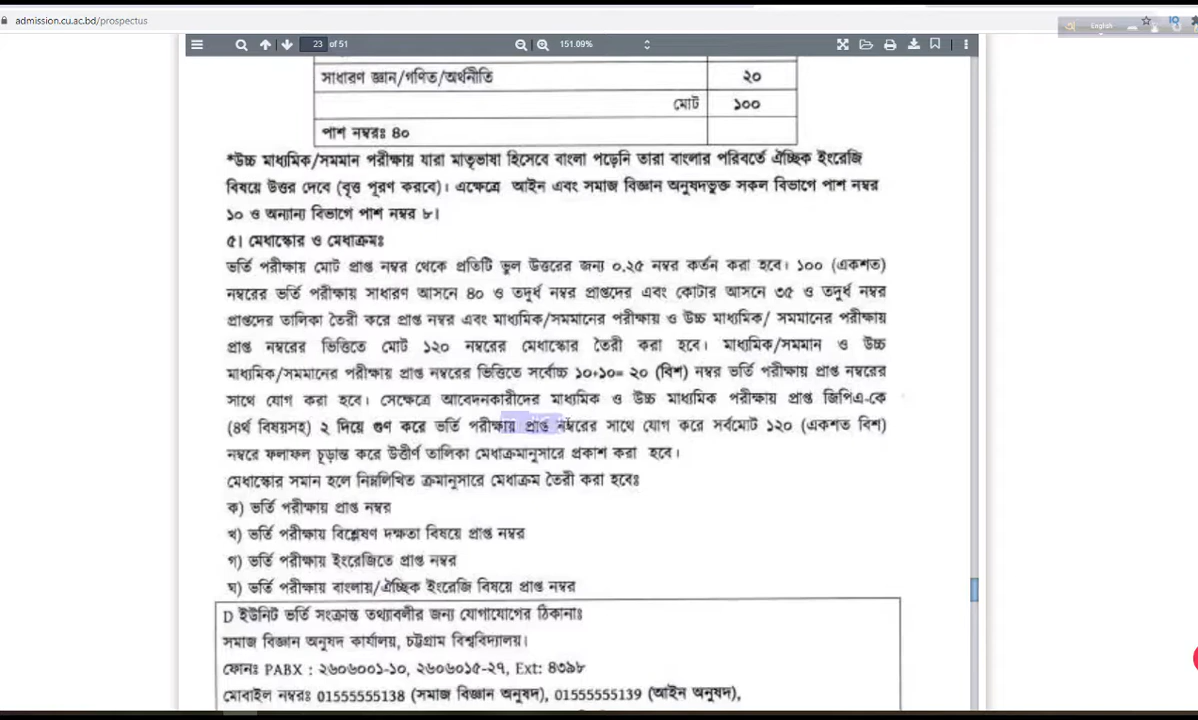 admission.cu.ac.bd/prospectus
English
23 of 51
151.09%
সাধারণ জ্ঞান/গণিত/অর্থনীতি ২০
মোট ১০০
পাশ নম্বরঃ ৪০
*উচ্চ মাধ্যমিক/সমমান পরীক্ষায় যারা মাতৃভাষা হিসেবে বাংলা পড়েনি তারা বাংলার পরিবর্তে ঐচ্ছিক ইংরেজি
বিষয়ে উত্তর দেবে (বৃত্ত পূরণ করবে)। এক্ষেত্রে আইন এবং সমাজ বিজ্ঞান অনুষদভুক্ত সকল বিভাগে পাশ নম্বর
১০ ও অন্যান্য বিভাগে পাশ নম্বর ৮।
৫। মেধাস্কোর ও মেধাক্রমঃ
ভর্তি পরীক্ষায় মোট প্রাপ্ত নম্বর থেকে প্রতিটি ভুল উত্তরের জন্য ০.২৫ নম্বর কর্তন করা হবে। ১০০ (একশত)
নম্বরের ভর্তি পরীক্ষায় সাধারণ আসনে ৪০ ও তদুর্ধ নম্বর প্রাপ্তদের এবং কোটার আসনে ৩৫ ও তদুর্ধ নম্বর
প্রাপ্তদের তালিকা তৈরী করে প্রাপ্ত নম্বর এবং মাধ্যমিক/সমমানের পরীক্ষায় ও উচ্চ মাধ্যমিক/ সমমানের পরীক্ষায়
প্রাপ্ত নম্বরের ভিত্তিতে মোট ১২০ নম্বরের মেধাস্কোর তৈরী করা হবে। মাধ্যমিক/সমমান ও উচ্চ
মাধ্যমিক/সমমানের পরীক্ষায় প্রাপ্ত নম্বরের ভিত্তিতে সর্বোচ্চ ১০+১০= ২০ (বিশ) নম্বর ভর্তি পরীক্ষায় প্রাপ্ত নম্বরের
সাথে যোগ করা হবে। সেক্ষেত্রে আবেদনকারীদের মাধ্যমিক ও উচ্চ মাধ্যমিক পরীক্ষায় প্রাপ্ত জিপিএ-কে
(৪র্থ বিষয়সহ) ২ দিয়ে গুণ করে ভর্তি পরীক্ষায় প্রাপ্ত নম্বরের সাথে যোগ করে সর্বমোট ১২০ (একশত বিশ)
নম্বরে ফলাফল চূড়ান্ত করে উত্তীর্ণ তালিকা মেধাক্রমানুসারে প্রকাশ করা হবে।
মেধাস্কোর সমান হলে নিম্নলিখিত ক্রমানুসারে মেধাক্রম তৈরী করা হবেঃ
ক) ভর্তি পরীক্ষায় প্রাপ্ত নম্বর
খ) ভর্তি পরীক্ষায় বিশ্লেষণ দক্ষতা বিষয়ে প্রাপ্ত নম্বর
গ) ভর্তি পরীক্ষায় ইংরেজিতে প্রাপ্ত নম্বর
ঘ) ভর্তি পরীক্ষায় বাংলায়/ঐচ্ছিক ইংরেজি বিষয়ে প্রাপ্ত নম্বর
D ইউনিট ভর্তি সংক্রান্ত তথ্যাবলীর জন্য যোগাযোগের ঠিকানাঃ
সমাজ বিজ্ঞান অনুষদ কার্যালয়, চট্টগ্রাম বিশ্ববিদ্যালয়।
ফোনঃ PABX : ২৬০৬০০১-১০, ২৬০৬০১৫-২৭, Ext: ৪৩৯৮
মোবাইল নম্বরঃ 01555555138 (সমাজ বিজ্ঞান অনুষদ), 01555555139 (আইন অনুষদ),